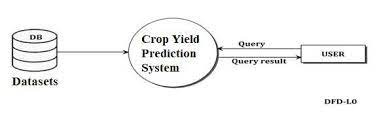 DB
Datasets
Crop Yield
Prediction
System
Query
Query result
USER
DFD-L0